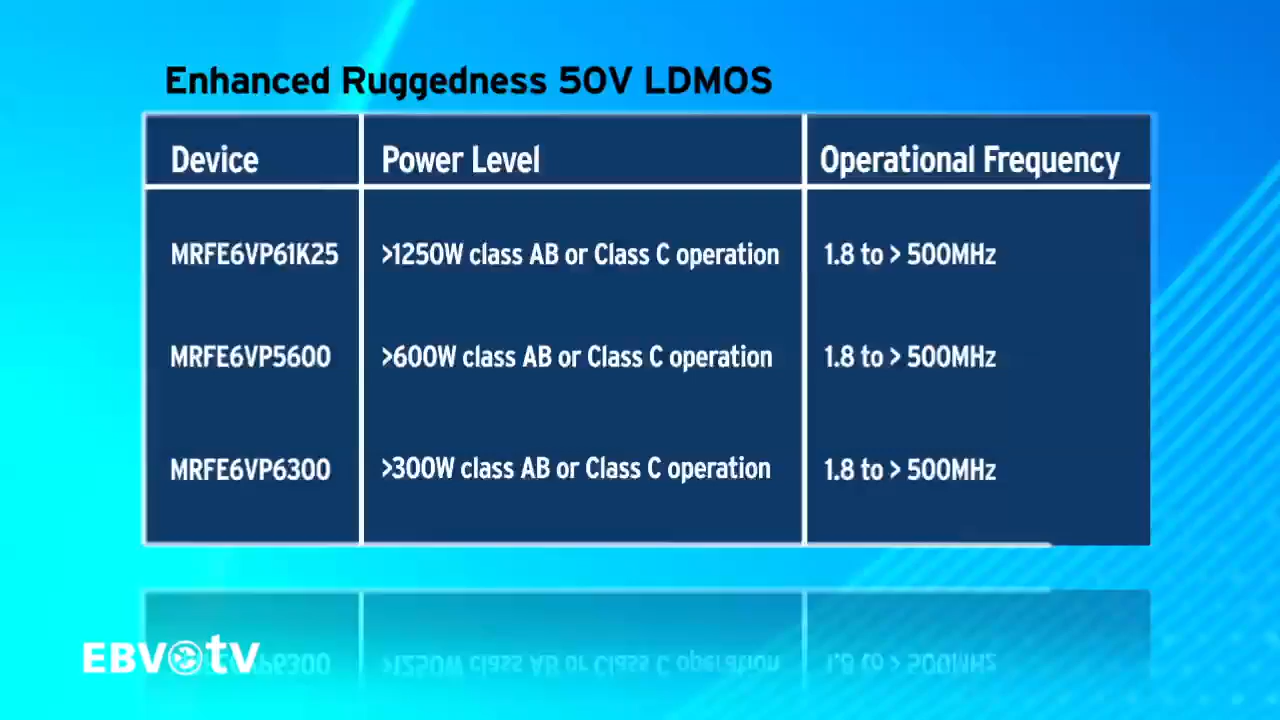 Enhanced Ruggedness 50V LDMOS
Device Power Level Operational Frequency
MRFE6VP61K25 >1250W class AB or Class C operation 1.8 to > 500MHz
MRFE6VP5600 >600W class AB or Class C operation 1.8 to > 500MHz
MRFE6VP6300 >300W class AB or Class C operation 1.8 to > 500MHz
EBV tv